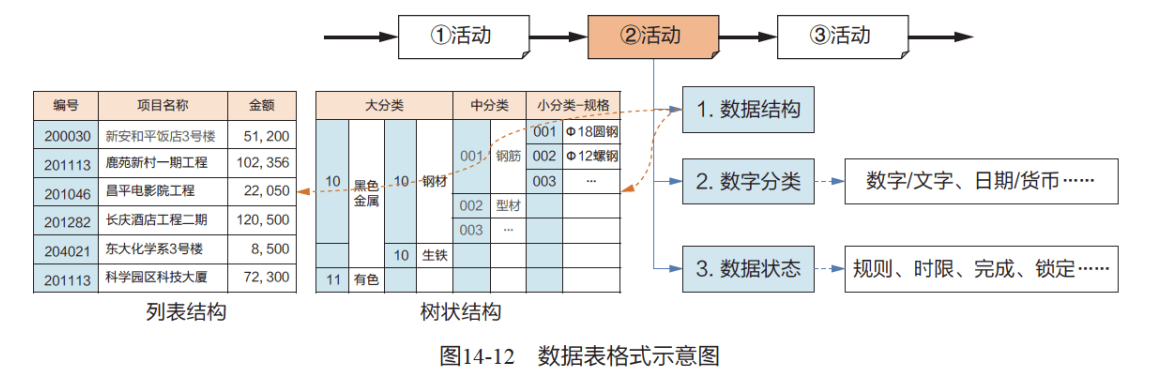 ①活动 ②活动 ③活动
编号 项目名称 金额
200030 新安和平饭店3号楼 51,200
201113 鹿苑新村一期工程 102,356
201046 昌平电影院工程 22,050
201282 长庆酒店工程二期 120,500
204021 东大化学系3号楼 8,500
201113 科学园区科技大厦 72,300
列表结构
大分类 中分类 小分类-规格
10 黑色金属 10 钢材 001 钢筋 001 Φ18圆钢
002 Φ12螺钢
003 …
002 型材
003 …
10 生铁
11 有色
树状结构
1. 数据结构
2. 数字分类 数字/文字、日期/货币……
3. 数据状态 规则、时限、完成、锁定……
图14-12 数据表格式示意图